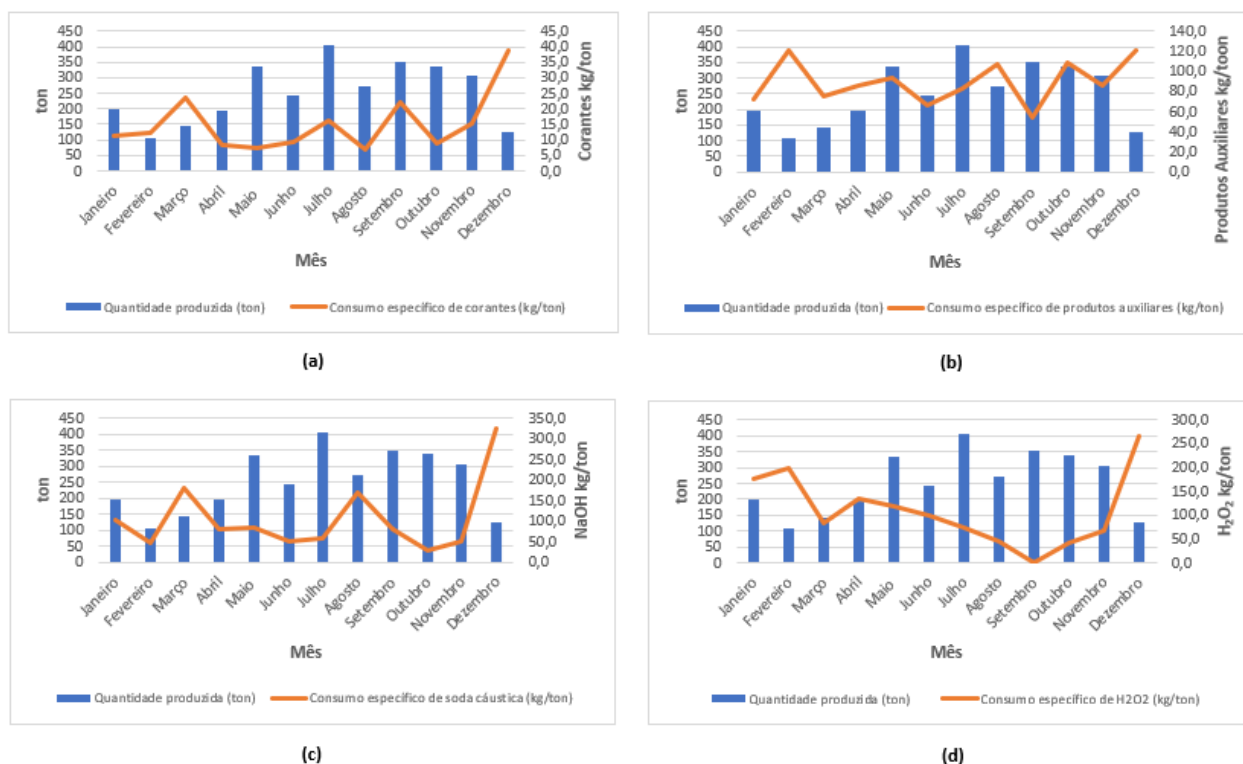 450
400
350
300
250
200
150
100
50
0
ton
45,0
40,0
35,0
30,0
25,0
20,0
15,0
10,0
5,0
0,0
Corantes kg/ton
Janeiro
Fevereiro
Março
Abril
Maio
Junho
Julho
Agosto
Setembro
Outubro
Novembro
Dezembro
Mês
Quantidade produzida (ton)
Consumo específico de corantes (kg/ton)
(a)
450
400
350
300
250
200
150
100
50
0
ton
140,0
120,0
100,0
80,0
60,0
40,0
20,0
0,0
Produtos Auxiliares kg/toon
Janeiro
Fevereiro
Março
Abril
Maio
Junho
Julho
Agosto
Setembro
Outubro
Novembro
Dezembro
Mês
Quantidade produzida (ton)
Consumo específico de produtos auxiliares (kg/ton)
(b)
450
400
350
300
250
200
150
100
50
0
ton
350,0
300,0
250,0
200,0
150,0
100,0
50,0
0,0
NaOH kg/ton
Janeiro
Fevereiro
Março
Abril
Maio
Junho
Julho
Agosto
Setembro
Outubro
Novembro
Dezembro
Mês
Quantidade produzida (ton)
Consumo específico de soda cáustica (kg/ton)
(c)
450
400
350
300
250
200
150
100
50
0
ton
300,0
250,0
200,0
150,0
100,0
50,0
0,0
H₂O₂ kg/ton
Janeiro
Fevereiro
Março
Abril
Maio
Junho
Julho
Agosto
Setembro
Outubro
Novembro
Dezembro
Mês
Quantidade produzida (ton)
Consumo específico de H2O2 (kg/ton)
(d)